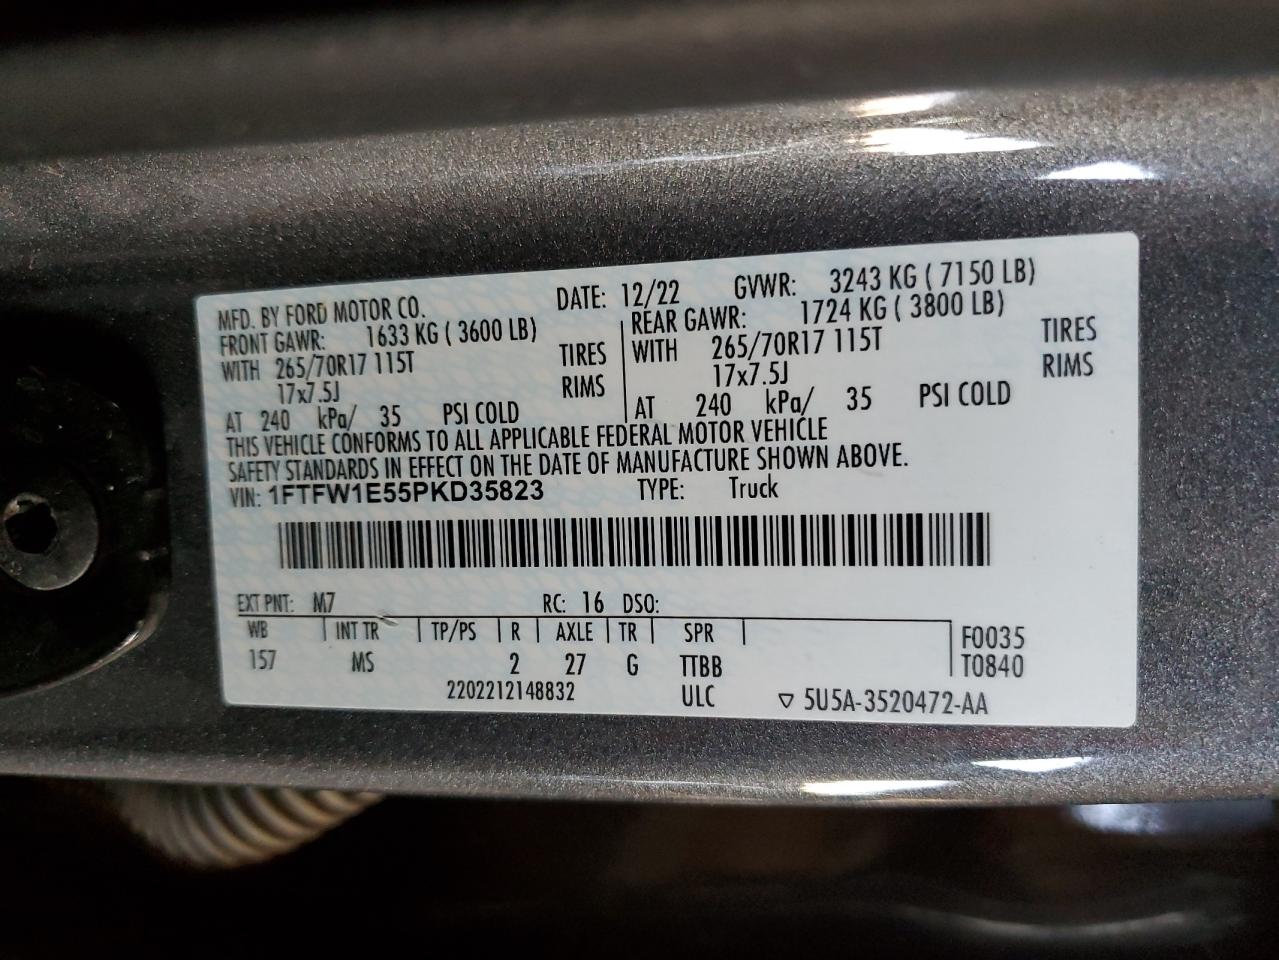 MFD. BY FORD MOTOR CO. DATE: 12/22 GVWR: 3243 KG ( 7150 LB)
FRONT GAWR: 1633 KG ( 3600 LB) REAR GAWR: 1724 KG ( 3800 LB)
WITH 265/70R17 115T TIRES WITH 265/70R17 115T TIRES
17x7.5J RIMS 17x7.5J RIMS
AT 240 kPa/ 35 PSI COLD AT 240 kPa/ 35 PSI COLD
THIS VEHICLE CONFORMS TO ALL APPLICABLE FEDERAL MOTOR VEHICLE
SAFETY STANDARDS IN EFFECT ON THE DATE OF MANUFACTURE SHOWN ABOVE.
VIN: 1FTFW1E55PKD35823 TYPE: Truck
EXT PNT: M7 RC: 16 DSO:
WB INT TR TP/PS R AXLE TR SPR F0035
157 MS 2 27 G TTBB T0840
2202212148832 ULC ▽ 5U5A-3520472-AA